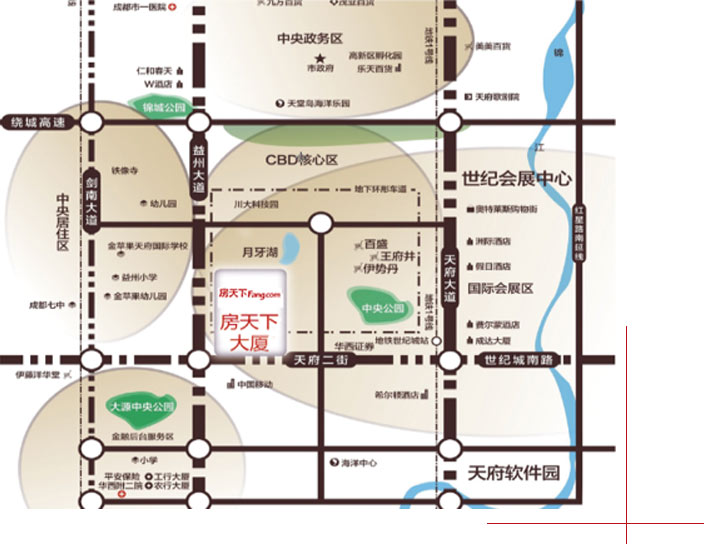 成都市一医院
九方百货
茂业百货
中央政务区
市政府
高新区孵化园
乐天百货
地铁1号线
美美百货
锦
仁和春天
W酒店
锦城公园
天堂岛海洋乐园
天府歌剧院
绕城高速
益州大道
CBD核心区
江
铁像寺
剑南大道
世纪会展中心
地下环形车道
幼儿园
川大科技园
中央居住区
奥特莱斯购物街
红星路南延线
金苹果天府国际学校
月牙湖
百盛
王府井
伊势丹
洲际酒店
天府大道
假日酒店
益州小学
金苹果幼儿园
成都七中
房天下Fang.com
房天下
大厦
中央公园
地铁1号线
国际会展区
费尔蒙酒店
成达大厦
华西证券
地铁世纪城站
天府二街
世纪城南路
伊藤洋华堂
中国移动
希尔顿酒店
大源中央公园
金融后台服务区
小学
海洋中心
天府软件园
平安保险
工行大厦
华西附二院
农行大厦